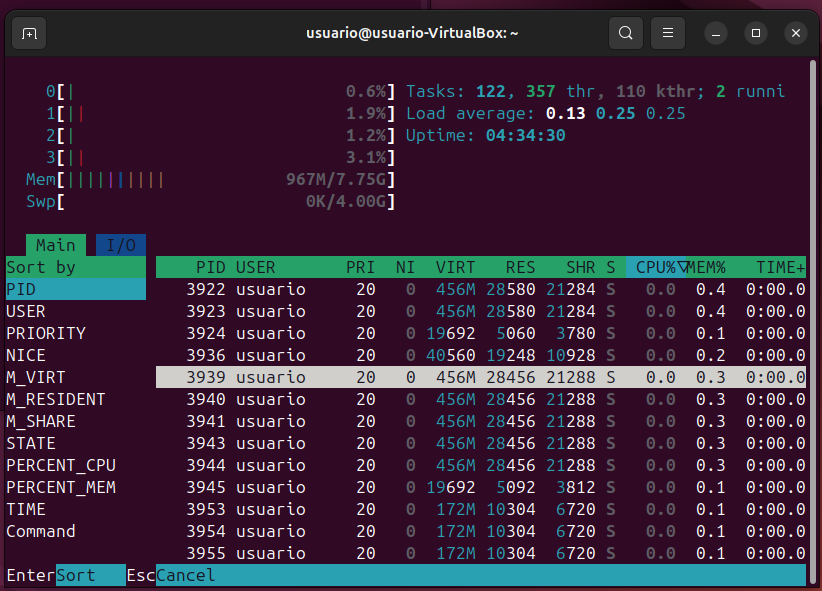 usuario@usuario-VirtualBox: ~
0[| 0.6%] Tasks: 122, 357 thr, 110 kthr; 2 runni
1[|| 1.9%] Load average: 0.13 0.25 0.25
2[| 1.2%] Uptime: 04:34:30
3[|| 3.1%]
Mem[|||||||||| 967M/7.75G]
Swp[ 0K/4.00G]
Main I/O
Sort by PID USER PRI NI VIRT RES SHR S CPU%▽MEM% TIME+
PID 3922 usuario 20 0 456M 28580 21284 S 0.0 0.4 0:00.0
USER 3923 usuario 20 0 456M 28580 21284 S 0.0 0.4 0:00.0
PRIORITY 3924 usuario 20 0 19692 5060 3780 S 0.0 0.1 0:00.0
NICE 3936 usuario 20 0 40560 19248 10928 S 0.0 0.2 0:00.0
M_VIRT 3939 usuario 20 0 456M 28456 21288 S 0.0 0.3 0:00.0
M_RESIDENT 3940 usuario 20 0 456M 28456 21288 S 0.0 0.3 0:00.0
M_SHARE 3941 usuario 20 0 456M 28456 21288 S 0.0 0.3 0:00.0
STATE 3943 usuario 20 0 456M 28456 21288 S 0.0 0.3 0:00.0
PERCENT_CPU 3944 usuario 20 0 456M 28456 21288 S 0.0 0.3 0:00.0
PERCENT_MEM 3945 usuario 20 0 19692 5092 3812 S 0.0 0.1 0:00.0
TIME 3953 usuario 20 0 172M 10304 6720 S 0.0 0.1 0:00.0
Command 3954 usuario 20 0 172M 10304 6720 S 0.0 0.1 0:00.0
3955 usuario 20 0 172M 10304 6720 S 0.0 0.1 0:00.0
EnterSort EscCancel